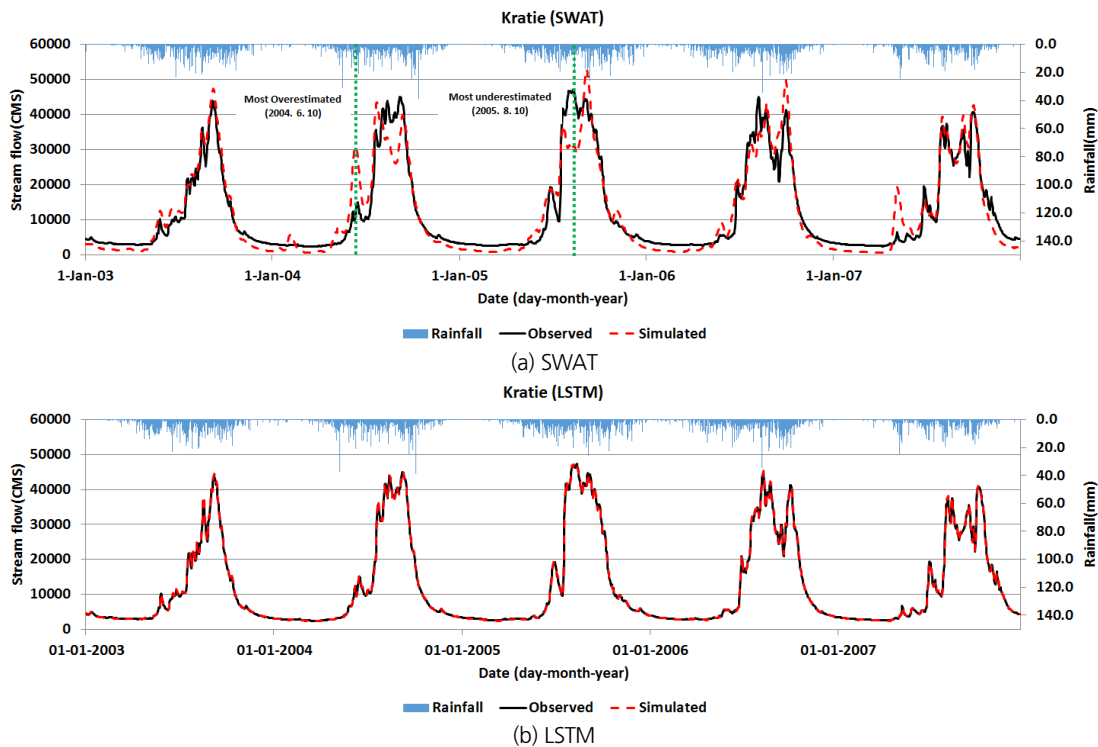 Kratie (SWAT)
60000
50000
40000
30000
20000
10000
0
Stream flow(CMS)
0.0
20.0
40.0
60.0
80.0
100.0
120.0
140.0
Rainfall(mm)
Most Overestimated
(2004. 6. 10)
Most underestimated
(2005. 8. 10)
1-Jan-03 1-Jan-04 1-Jan-05 1-Jan-06 1-Jan-07
Date (day-month-year)
Rainfall Observed Simulated
(a) SWAT
Kratie (LSTM)
60000
50000
40000
30000
20000
10000
0
Stream flow(CMS)
0.0
20.0
40.0
60.0
80.0
100.0
120.0
140.0
Rainfall(mm)
01-01-2003 01-01-2004 01-01-2005 01-01-2006 01-01-2007
Date (day-month-year)
Rainfall Observed Simulated
(b) LSTM